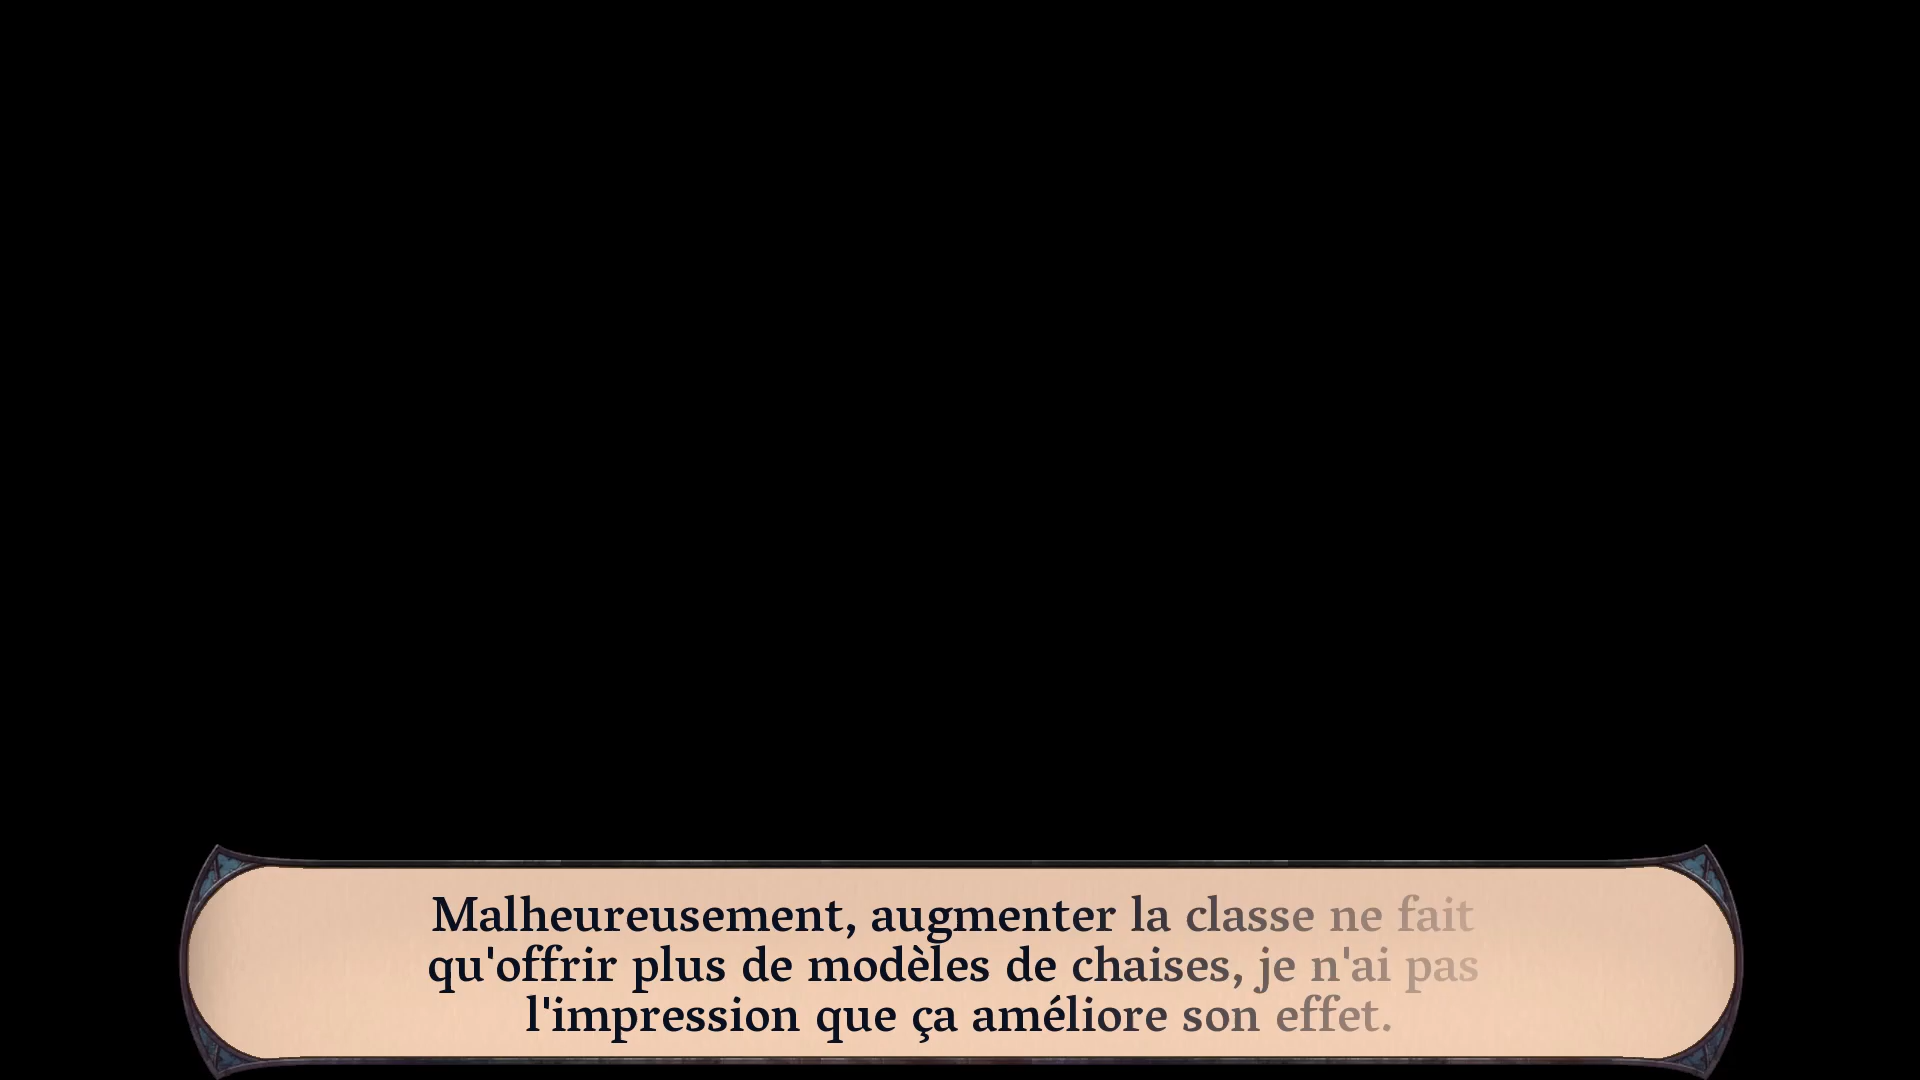 Malheureusement, augmenter la classe ne fait
qu'offrir plus de modèles de chaises, je n'ai pas
l'impression que ça améliore son effet.